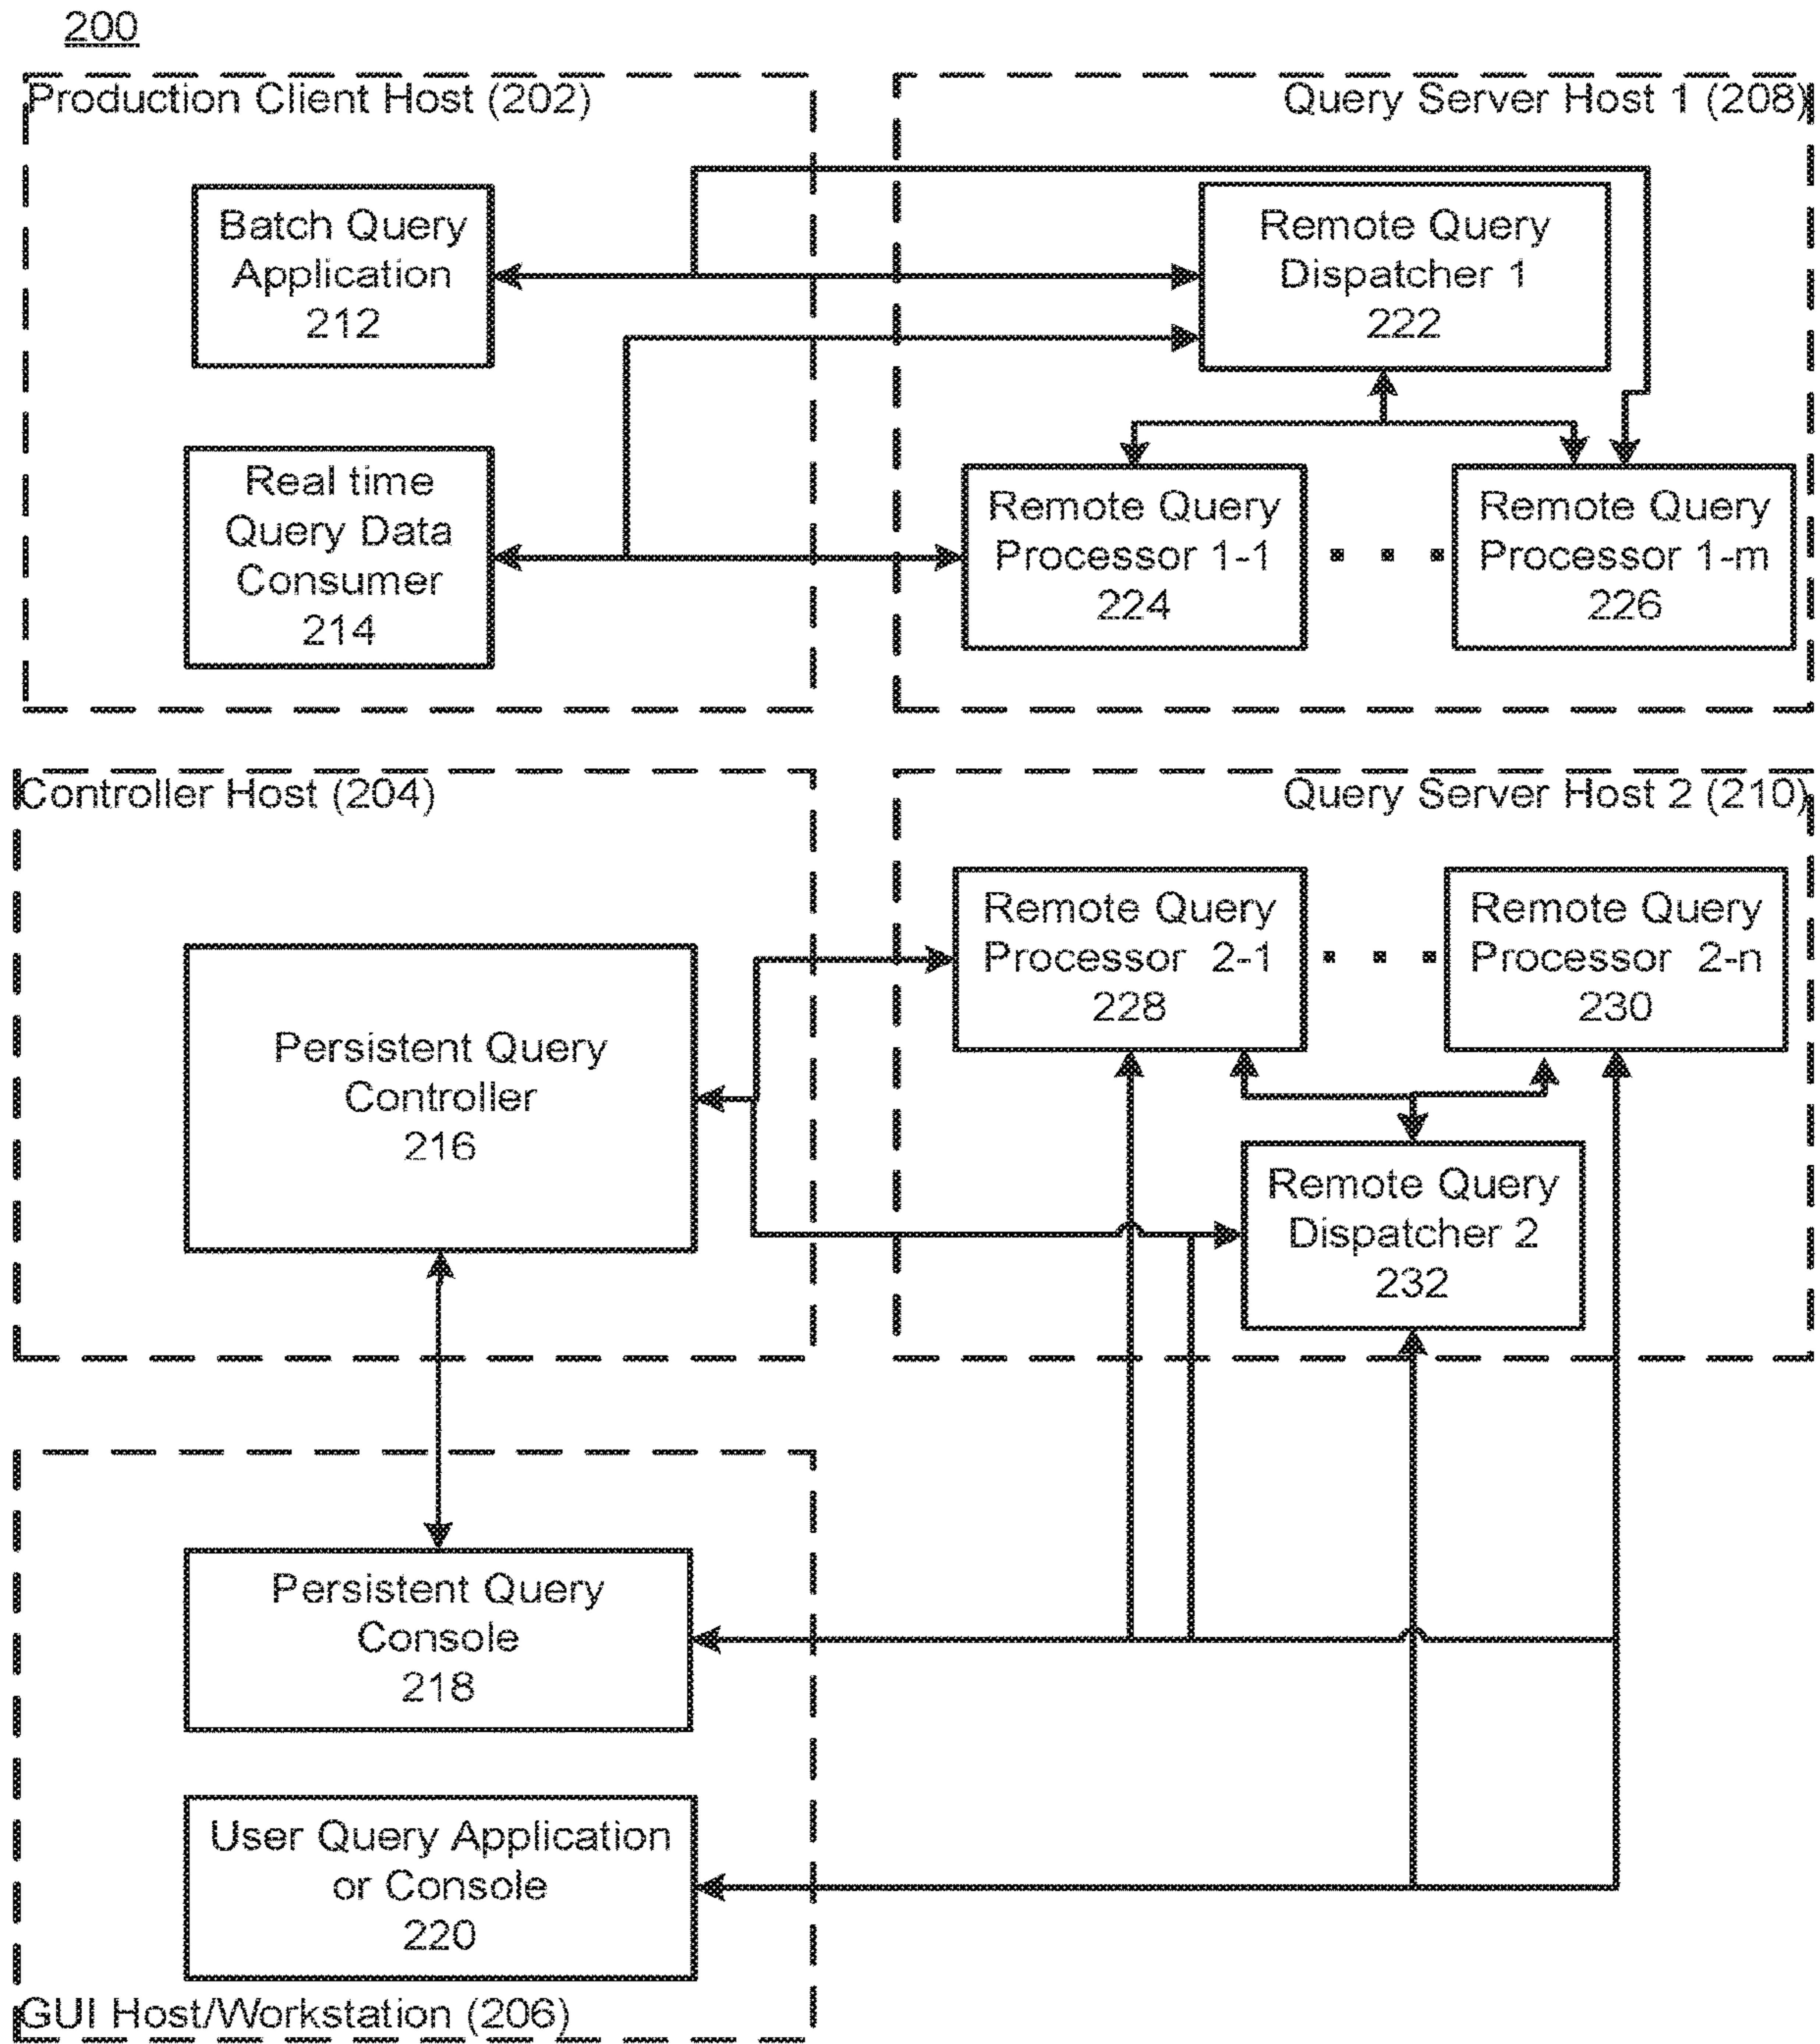 200
Production Client Host (202)
Query Server Host 1 (208)
Batch Query
Application
212
Remote Query
Dispatcher 1
222
Real time
Query Data
Consumer
214
Remote Query
Processor 1-1
224
Remote Query
Processor 1-m
226
Controller Host (204)
Query Server Host 2 (210)
Remote Query
Processor 2-1
228
Remote Query
Processor 2-n
230
Persistent Query
Controller
216
Remote Query
Dispatcher 2
232
Persistent Query
Console
218
User Query Application
or Console
220
GUI Host/Workstation (206)